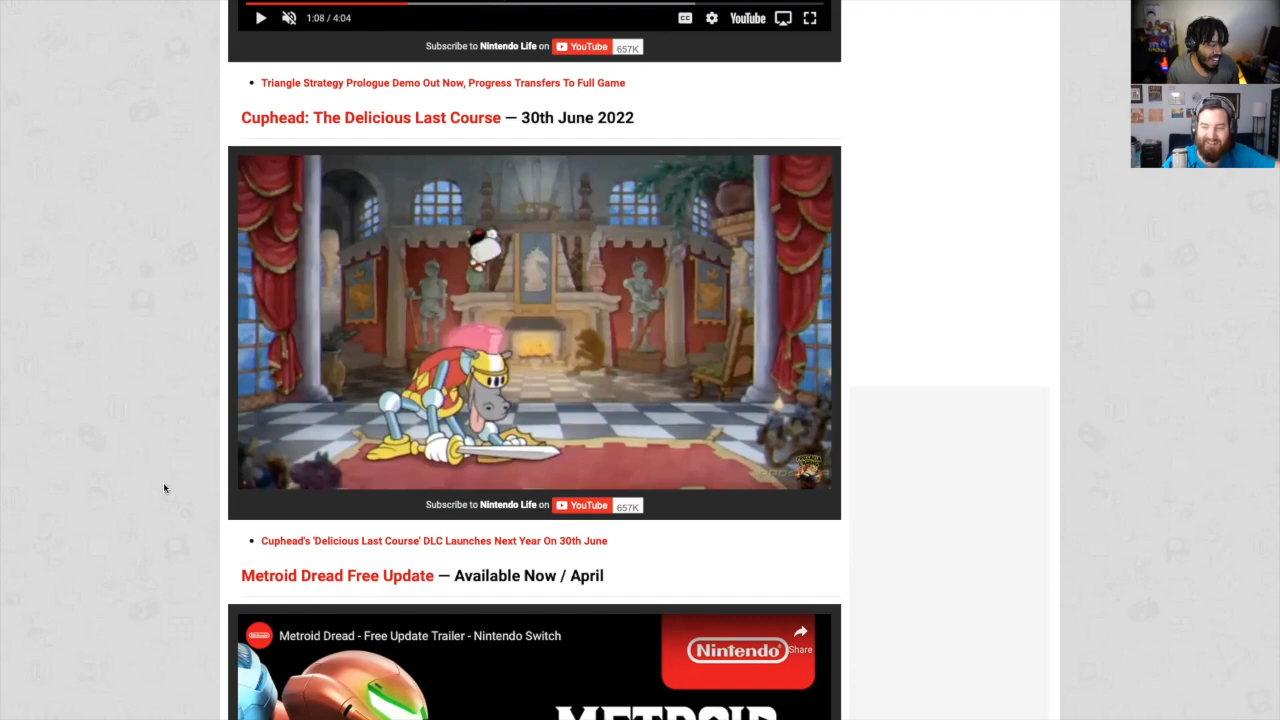 1:08 / 4:04
CC
YouTube
Subscribe to Nintendo Life on YouTube 657K
• Triangle Strategy Prologue Demo Out Now, Progress Transfers To Full Game
Cuphead: The Delicious Last Course — 30th June 2022
Subscribe to Nintendo Life on YouTube 657K
• Cuphead's 'Delicious Last Course' DLC Launches Next Year On 30th June
Metroid Dread Free Update — Available Now / April
Nintendo
Metroid Dread - Free Update Trailer - Nintendo Switch
Nintendo
Share
METROID